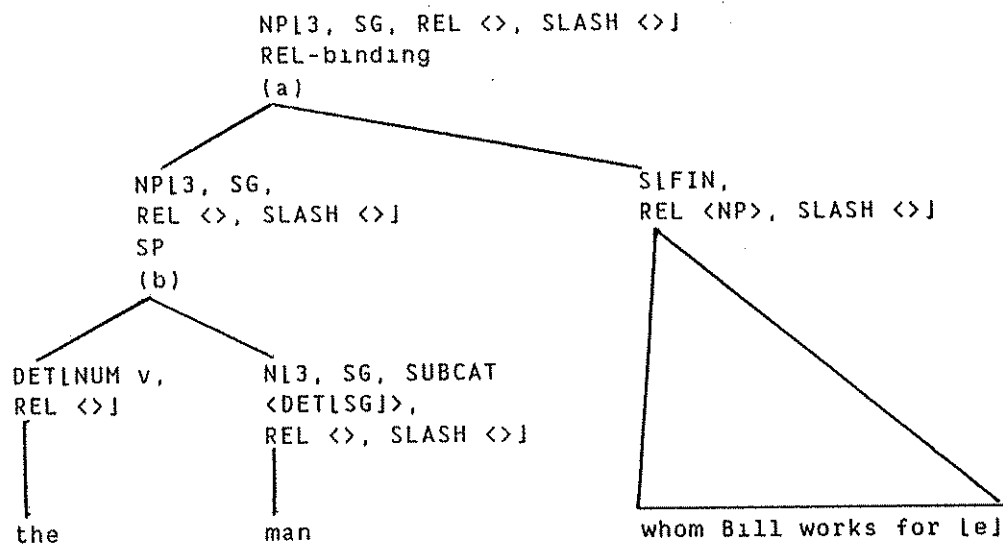 NP⌊3, SG, REL <>, SLASH <>⌋
REL-binding
(a)
NP⌊3, SG,
REL <>, SLASH <>⌋
SP
(b)
S⌊FIN,
REL <NP>, SLASH <>⌋
DET⌊NUM v,
REL <>⌋
N⌊3, SG, SUBCAT
<DET⌊SG⌋>,
REL <>, SLASH <>⌋
the
man
whom Bill works for ⌊e⌋